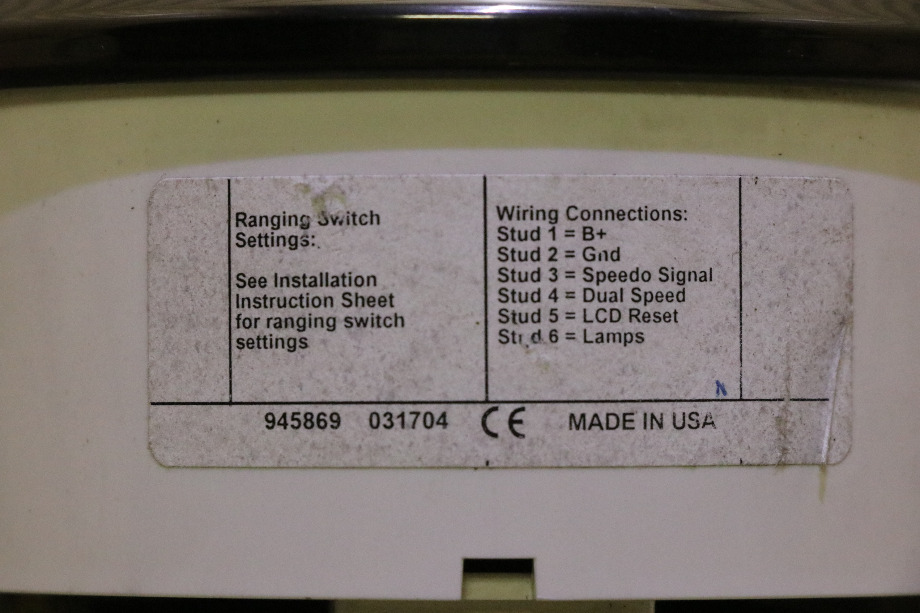 Ranging Switch
Settings:
See Installation
Instruction Sheet
for ranging switch
settings
Wiring Connections:
Stud 1 = B+
Stud 2 = Gnd
Stud 3 = Speedo Signal
Stud 4 = Dual Speed
Stud 5 = LCD Reset
Stud 6 = Lamps
N
945869 031704 CE MADE IN USA